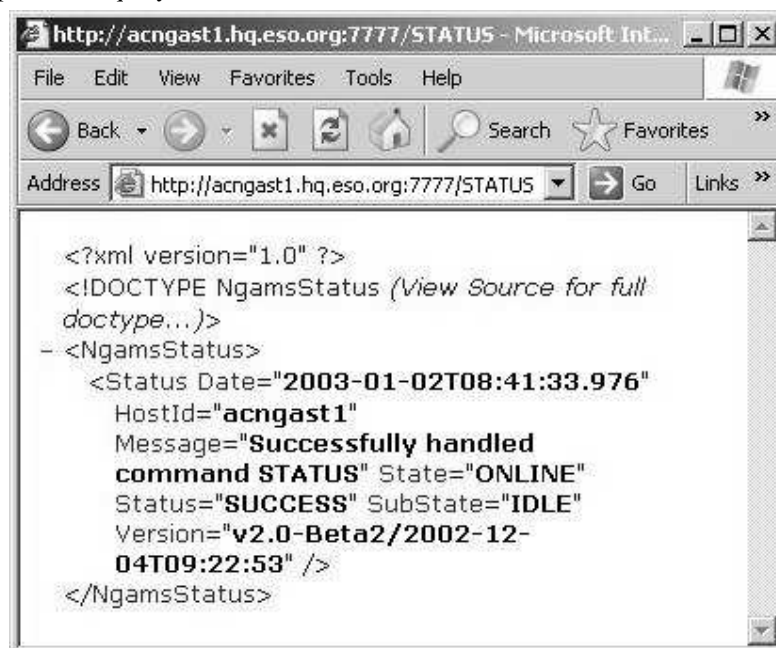 http://acngast1.hq.eso.org:7777/STATUS - Microsoft Int...
File Edit View Favorites Tools Help
Back Search Favorites »
Address http://acngast1.hq.eso.org:7777/STATUS Go Links »
<?xml version="1.0" ?>
<!DOCTYPE NgamsStatus (View Source for full
doctype...)>
- <NgamsStatus>
<Status Date="2003-01-02T08:41:33.976"
HostId="acngast1"
Message="Successfully handled
command STATUS" State="ONLINE"
Status="SUCCESS" SubState="IDLE"
Version="v2.0-Beta2/2002-12-
04T09:22:53" />
</NgamsStatus>